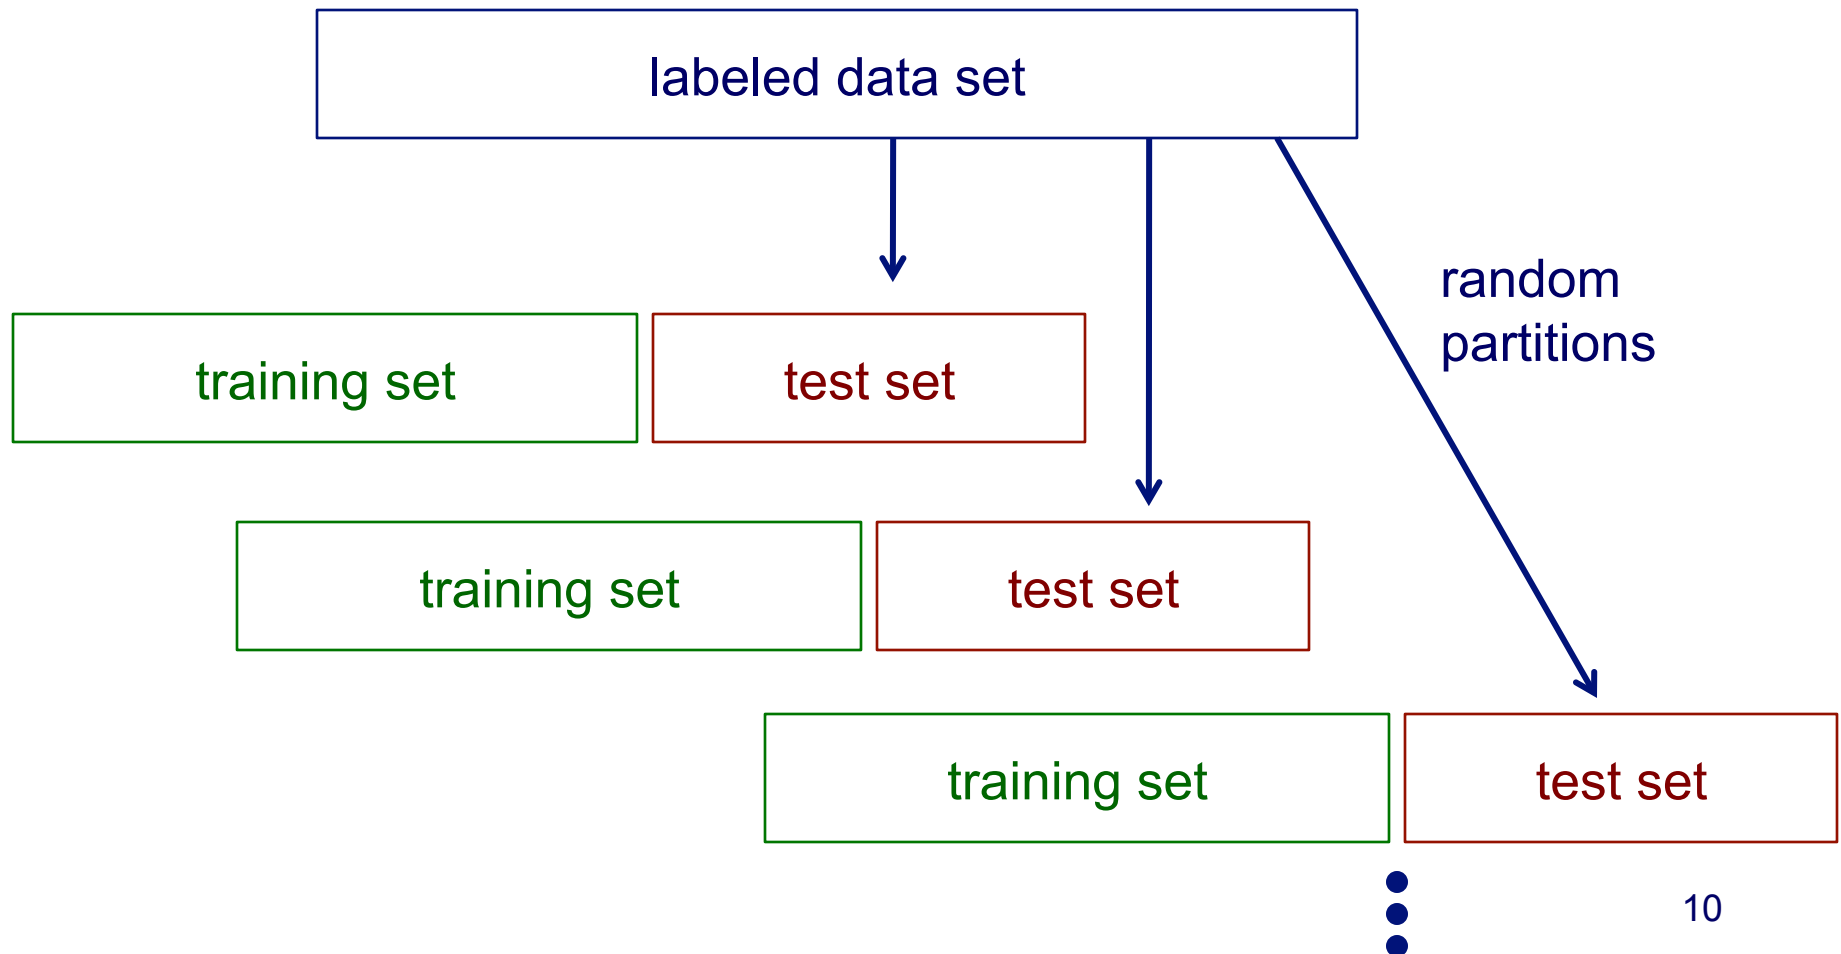 labeled data set
random
partitions
training set
test set
training set
test set
training set
test set
10